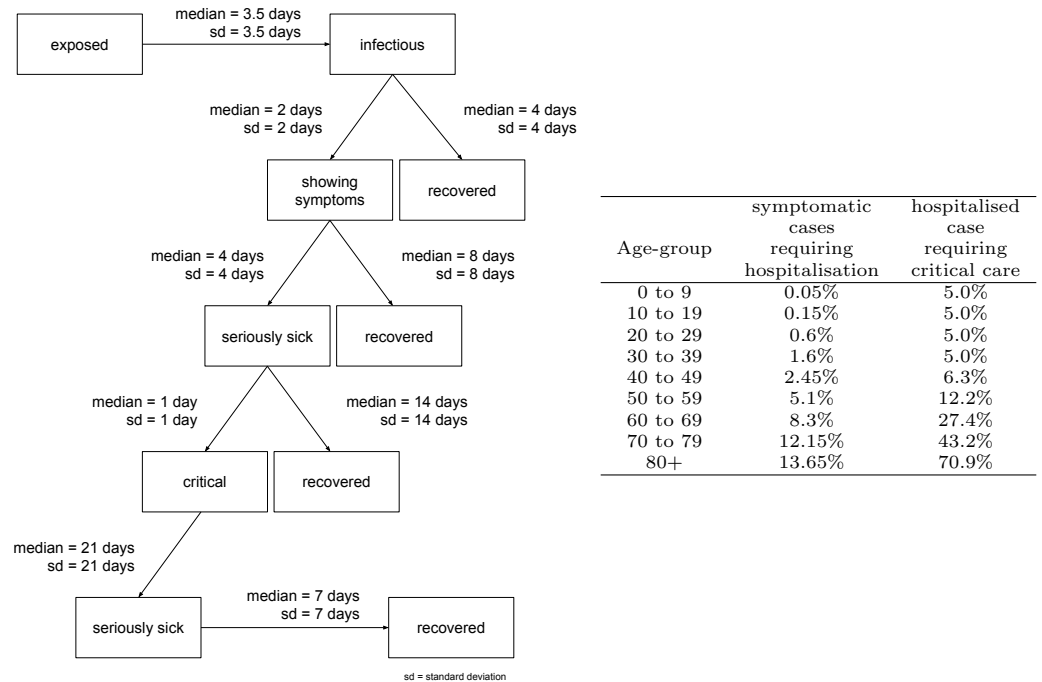 median = 3.5 days
sd = 3.5 days
exposed
infectious
median = 2 days
sd = 2 days
median = 4 days
sd = 4 days
showing
symptoms
recovered
median = 4 days
sd = 4 days
median = 8 days
sd = 8 days
seriously sick
recovered
median = 1 day
sd = 1 day
median = 14 days
sd = 14 days
critical
recovered
median = 21 days
sd = 21 days
median = 7 days
sd = 7 days
seriously sick
recovered
sd = standard deviation
symptomatic hospitalised
cases case
Age-group requiring requiring
hospitalisation critical care
0 to 9 0.05% 5.0%
10 to 19 0.15% 5.0%
20 to 29 0.6% 5.0%
30 to 39 1.6% 5.0%
40 to 49 2.45% 6.3%
50 to 59 5.1% 12.2%
60 to 69 8.3% 27.4%
70 to 79 12.15% 43.2%
80+ 13.65% 70.9%